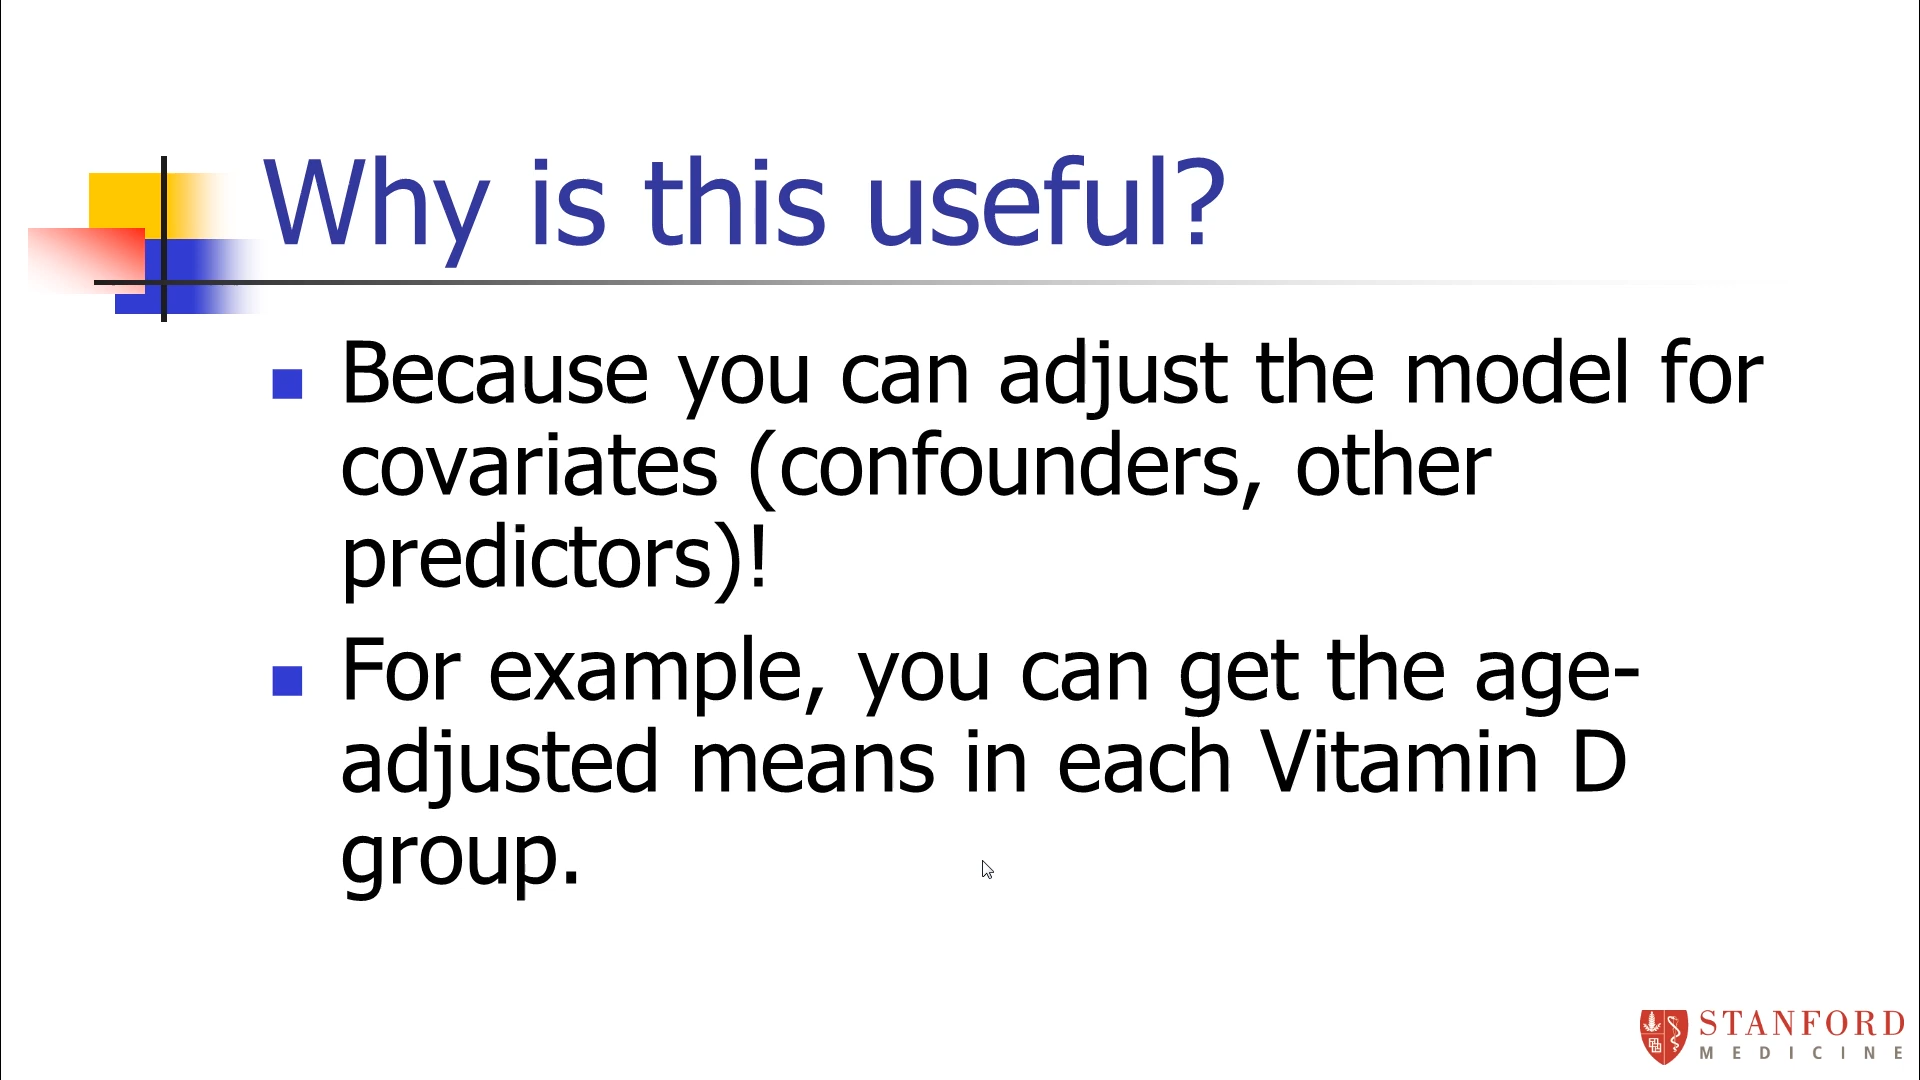 Why is this useful?
Because you can adjust the model for
covariates (confounders, other
predictors)!
For example, you can get the age-
adjusted means in each Vitamin D
group.
STANFORD
MEDICINE